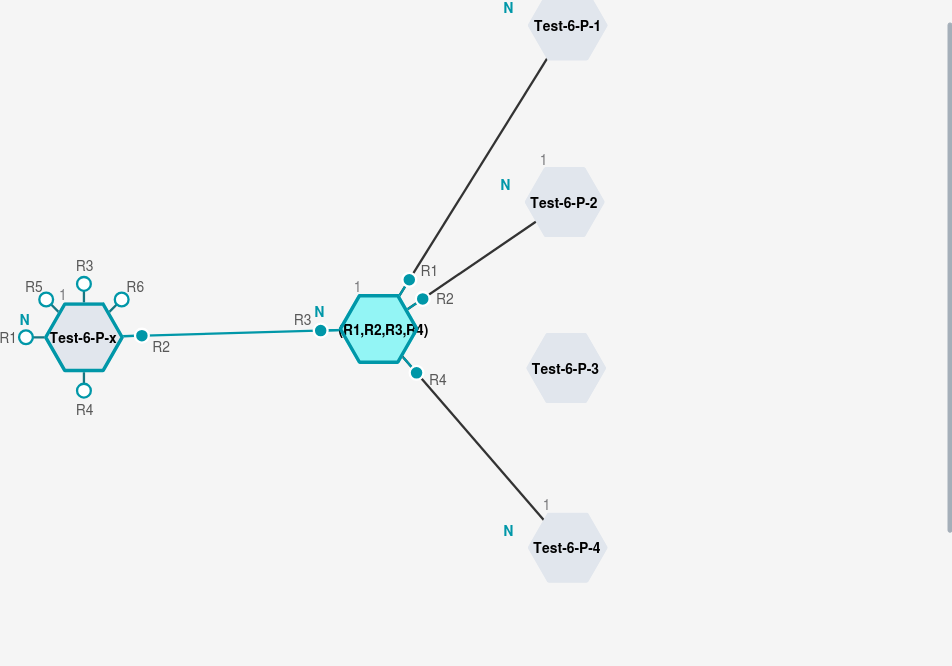 N
Test-6-P-1
1
N
Test-6-P-2
R3
R5
1
R6
N
R1
Test-6-P-x
R2
R4
1
R1
R2
N
R3
(R1,R2,R3,R4)
R4
Test-6-P-3
1
N
Test-6-P-4